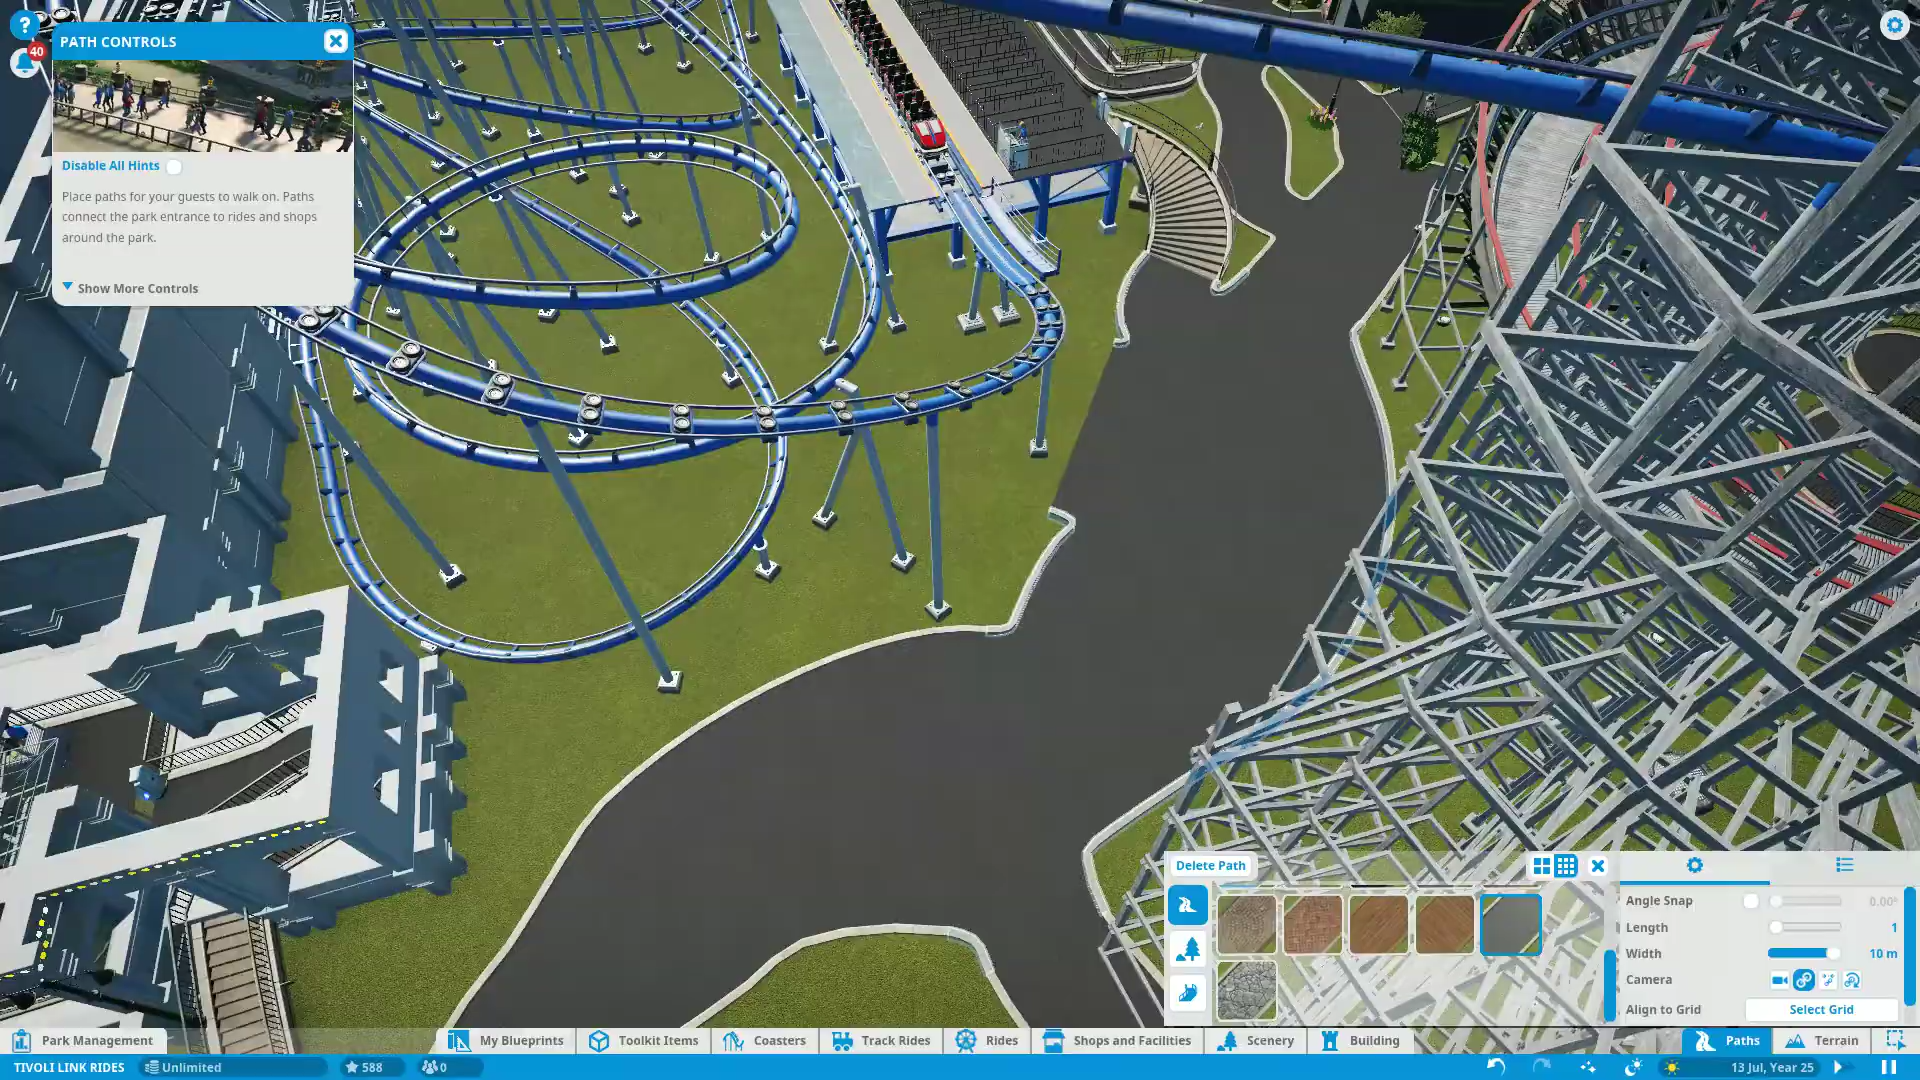 ?
PATH CONTROLS
40
Disable All Hints
Place paths for your guests to walk on. Paths
connect the park entrance to rides and shops
around the park.
Show More Controls
Delete Path
Angle Snap
0.00°
Length
1
Width
10 m
Camera
Align to Grid
Select Grid
Park Management
My Blueprints
Toolkit Items
Coasters
Track Rides
Rides
Shops and Facilities
Scenery
Building
Paths
Terrain
TIVOLI LINK RIDES
Unlimited
588
0
13 Jul, Year 25